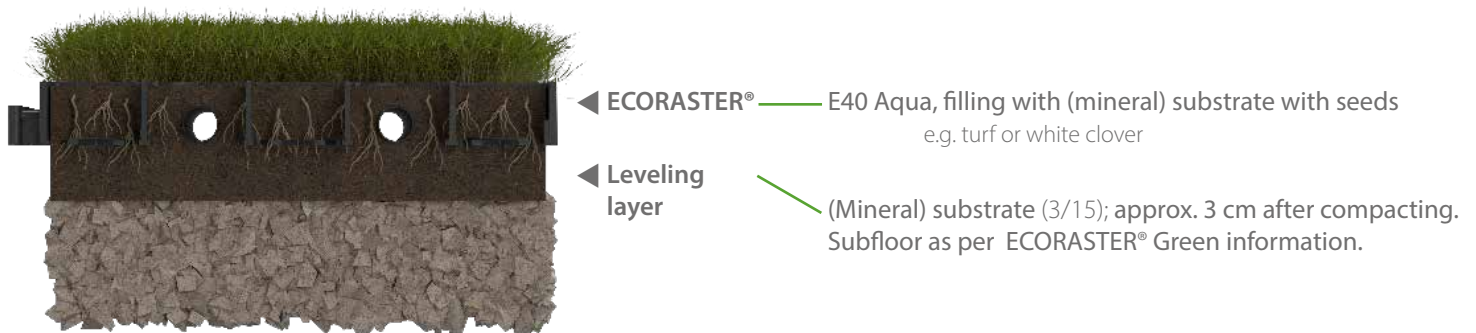 ECORASTER® E40 Aqua, filling with (mineral) substrate with seeds
e.g. turf or white clover
Leveling
layer
(Mineral) substrate (3/15); approx. 3 cm after compacting.
Subfloor as per ECORASTER® Green information.